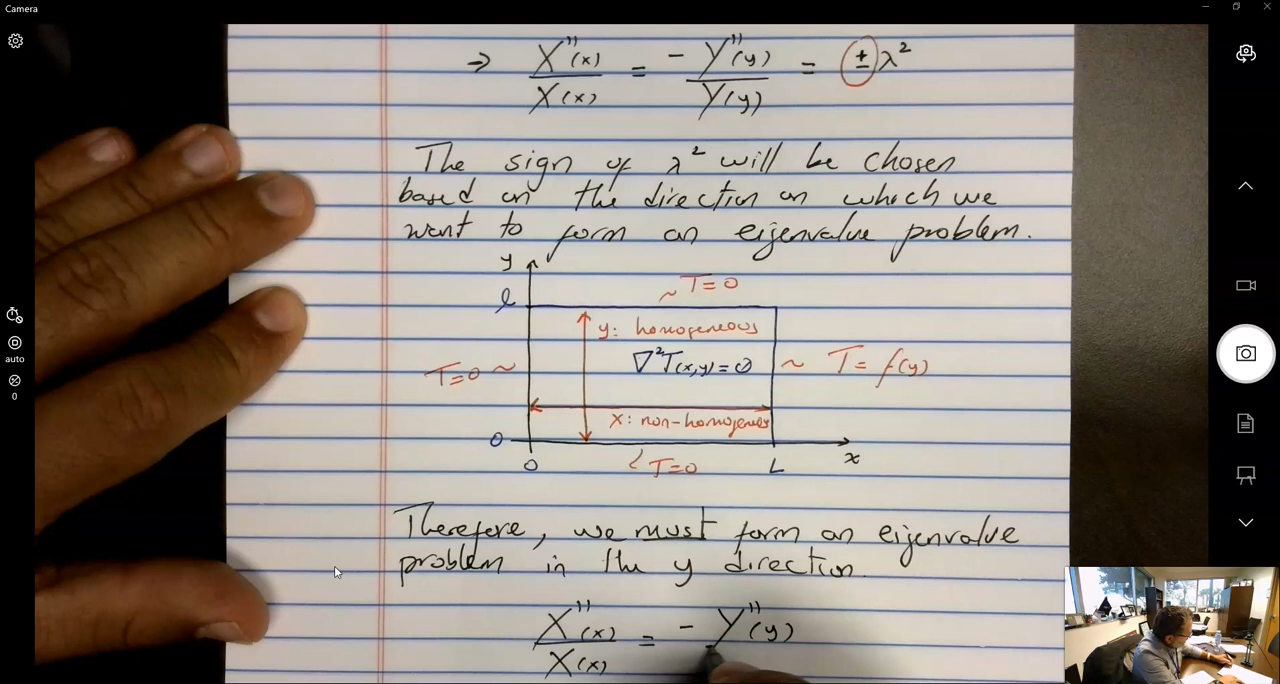 Camera
→ X''(x) / X(x) = - Y''(y) / Y(y) = ± λ²
The sign of λ² will be chosen
based on the direction on which we
want to form an eigenvalue problem.
y
l
~ T=0
y: homogeneous
T=0 ~
∇²T(x,y)=0
~ T= f(y)
x: non-homogeneous
0
0
T=0
L
x
auto
0
Therefore, we must form an eigenvalue
problem in the y direction.
X''(x) / X(x) = - Y''(y)